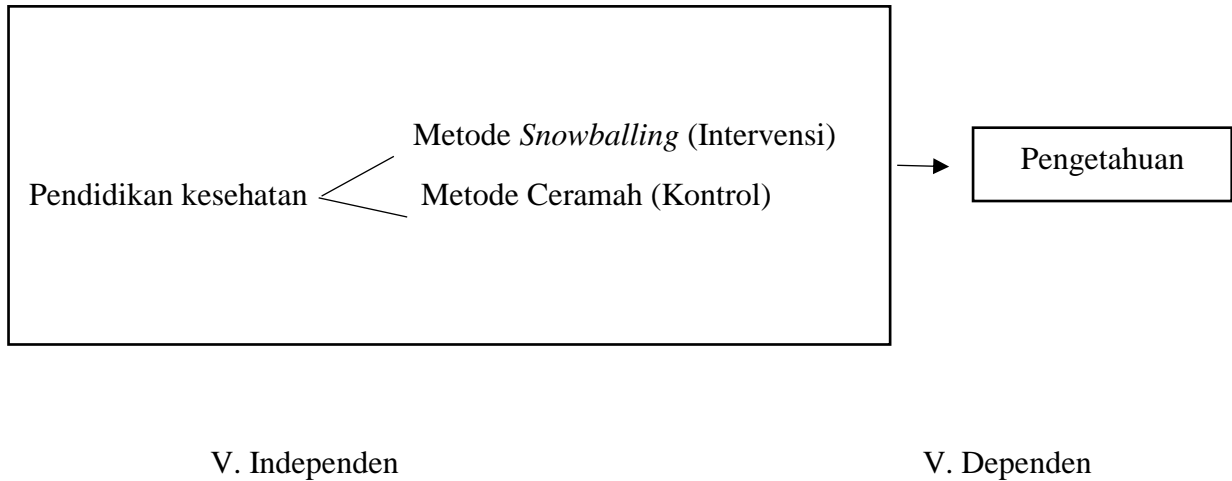 Metode Snowballing (Intervensi)
Pengetahuan
Pendidikan kesehatan
Metode Ceramah (Kontrol)
V. Independen
V. Dependen